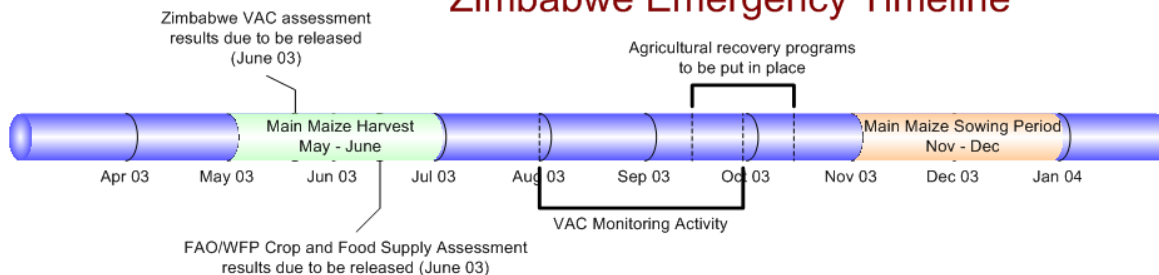 Zimbabwe Emergency Timeline
Zimbabwe VAC assessment
results due to be released
(June 03)
Agricultural recovery programs
to be put in place
Main Maize Harvest
May - June
Main Maize Sowing Period
Nov - Dec
Apr 03
May 03
Jun 03
Jul 03
Aug 03
Sep 03
Oct 03
Nov 03
Dec 03
Jan 04
VAC Monitoring Activity
FAO/WFP Crop and Food Supply Assessment
results due to be released (June 03)